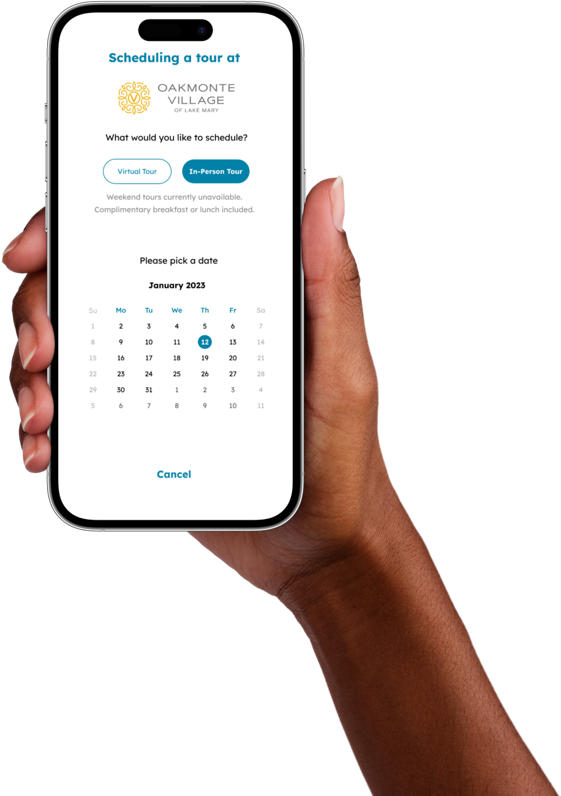 Scheduling a tour at
OAKMONTE
VILLAGE
OF LAKE MARY
What would you like to schedule?
Virtual Tour In-Person Tour
Weekend tours currently unavailable.
Complimentary breakfast or lunch included.
Please pick a date
January 2023
Su Mo Tu We Th Fr Sa
1 2 3 4 5 6 7
8 9 10 11 12 13 14
15 16 17 18 19 20 21
22 23 24 25 26 27 28
29 30 31 1 2 3 4
5 6 7 8 9 10 11
Cancel